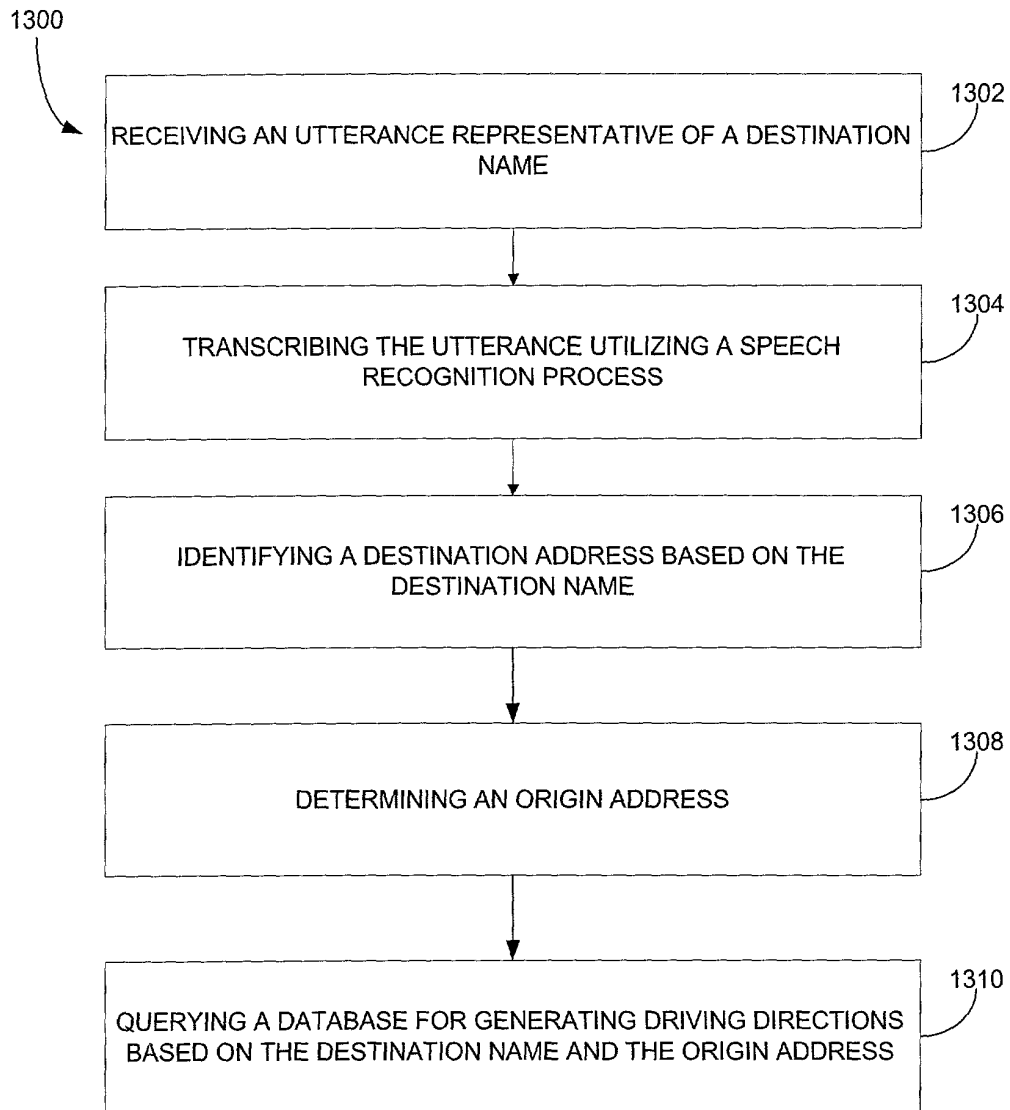 1300
1302
RECEIVING AN UTTERANCE REPRESENTATIVE OF A DESTINATION
NAME
1304
TRANSCRIBING THE UTTERANCE UTILIZING A SPEECH
RECOGNITION PROCESS
1306
IDENTIFYING A DESTINATION ADDRESS BASED ON THE
DESTINATION NAME
1308
DETERMINING AN ORIGIN ADDRESS
1310
QUERYING A DATABASE FOR GENERATING DRIVING DIRECTIONS
BASED ON THE DESTINATION NAME AND THE ORIGIN ADDRESS